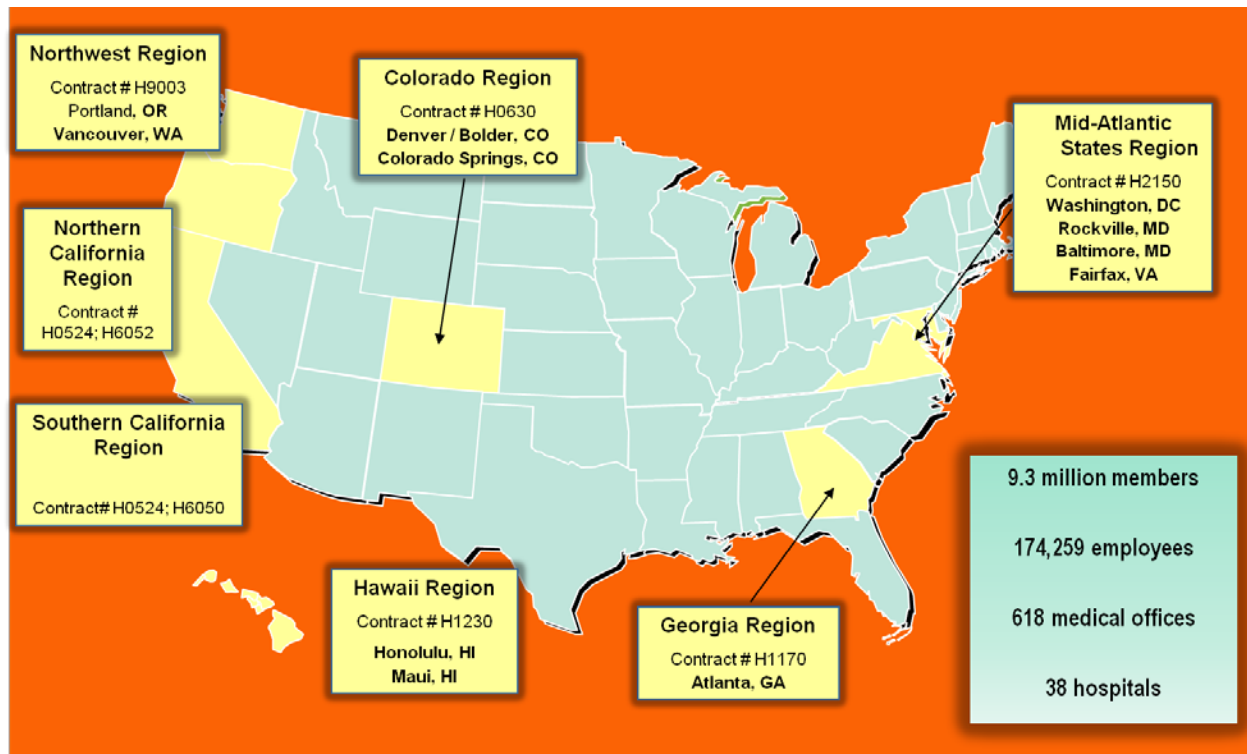 Northwest Region
Contract # H9003
Portland, OR
Vancouver, WA
Colorado Region
Contract # H0630
Denver / Bolder, CO
Colorado Springs, CO
Mid-Atlantic
States Region
Contract # H2150
Washington, DC
Rockville, MD
Baltimore, MD
Fairfax, VA
Northern
California
Region
Contract #
H0524; H6052
Southern California
Region
Contract# H0524; H6050
Hawaii Region
Contract # H1230
Honolulu, HI
Maui, HI
Georgia Region
Contract # H1170
Atlanta, GA
9.3 million members
174,259 employees
618 medical offices
38 hospitals